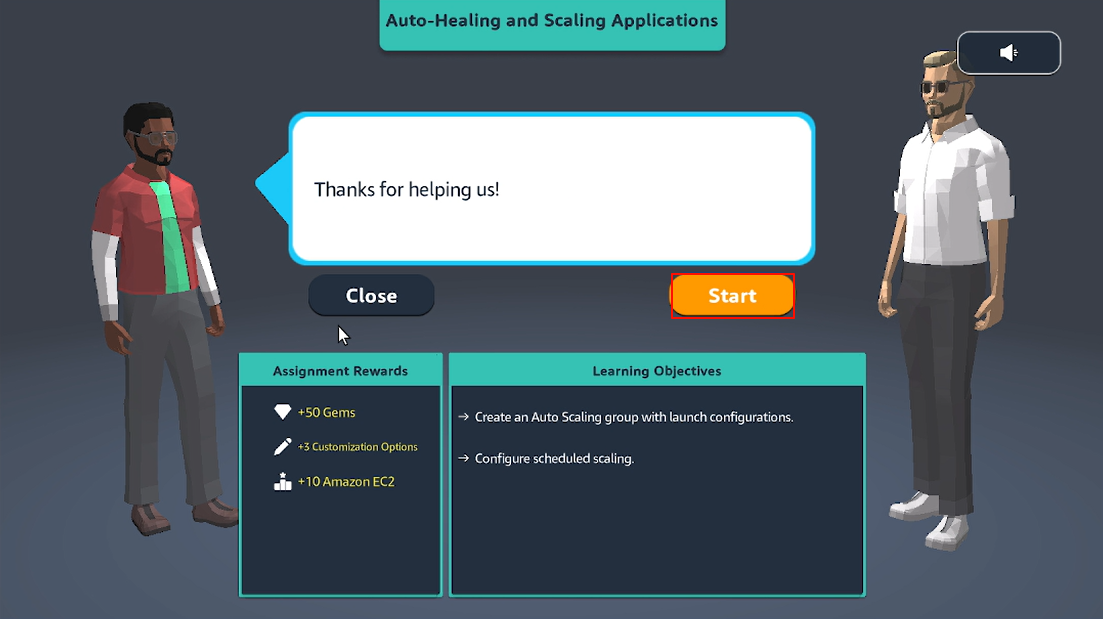 Auto-Healing and Scaling Applications
Thanks for helping us!
Close
Start
Assignment Rewards
+50 Gems
+3 Customization Options
+10 Amazon EC2
Learning Objectives
→ Create an Auto Scaling group with launch configurations.
→ Configure scheduled scaling.